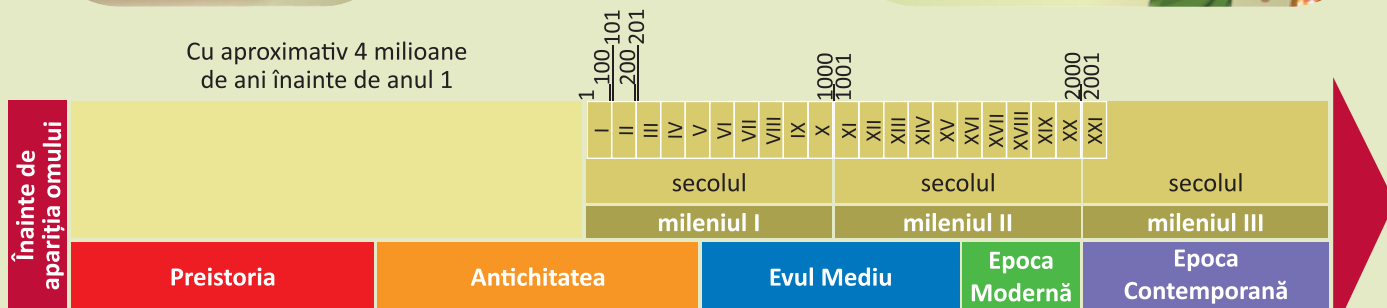 Cu aproximativ 4 milioane
de ani înainte de anul 1
1
100
101
200
201
1000
1001
2000
2001
Înainte de
apariția omului
I II III IV V VI VII VIII IX X XI XII XIII XIV XV XVI XVII XVIII XIX XX XXI
secolul secolul secolul
mileniul I mileniul II mileniul III
Preistoria
Antichitatea
Evul Mediu
Epoca
Modernă
Epoca
Contemporană